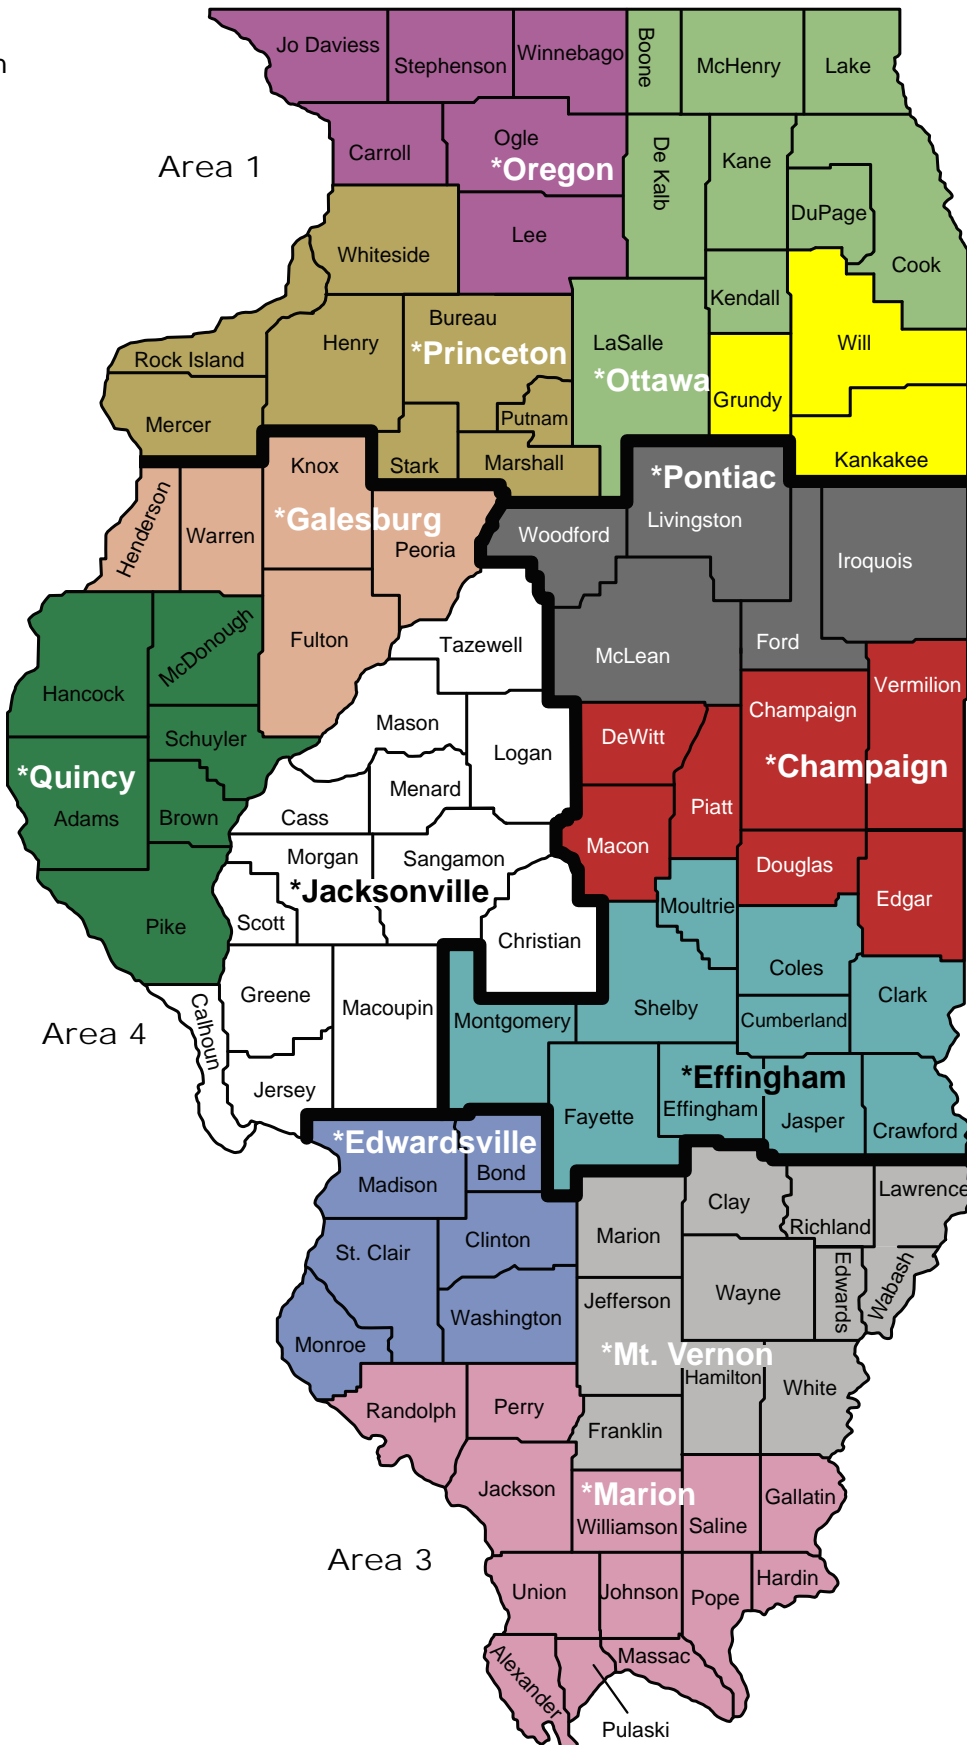 n
Jo Daviess
Stephenson
Winnebago
Boone
McHenry
Lake
Area 1
Carroll
Ogle
*Oregon
De Kalb
Kane
DuPage
Cook
Whiteside
Lee
Kendall
Rock Island
Henry
Bureau
*Princeton
LaSalle
*Ottawa
Will
Grundy
Mercer
Putnam
Stark
Marshall
Kankakee
Knox
*Galesburg
Henderson
Warren
Peoria
*Pontiac
Woodford
Livingston
Iroquois
Hancock
McDonough
Fulton
Tazewell
McLean
Ford
Vermilion
Schuyler
Mason
Logan
DeWitt
Champaign
*Quincy
*Champaign
Adams
Brown
Cass
Menard
Piatt
Macon
Morgan
Sangamon
*Jacksonville
Douglas
Edgar
Pike
Scott
Christian
Moultrie
Coles
Clark
Area 4
Calhoun
Greene
Macoupin
Montgomery
Shelby
Cumberland
Jersey
*Effingham
Fayette
Effingham
Jasper
Crawford
*Edwardsville
Madison
Bond
Clay
Richland
Lawrence
St. Clair
Clinton
Marion
Wayne
Edwards
Wabash
Monroe
Washington
Jefferson
*Mt. Vernon
Hamilton
White
Randolph
Perry
Franklin
Jackson
*Marion
Williamson
Saline
Gallatin
Area 3
Union
Johnson
Pope
Hardin
Alexander
Massac
Pulaski